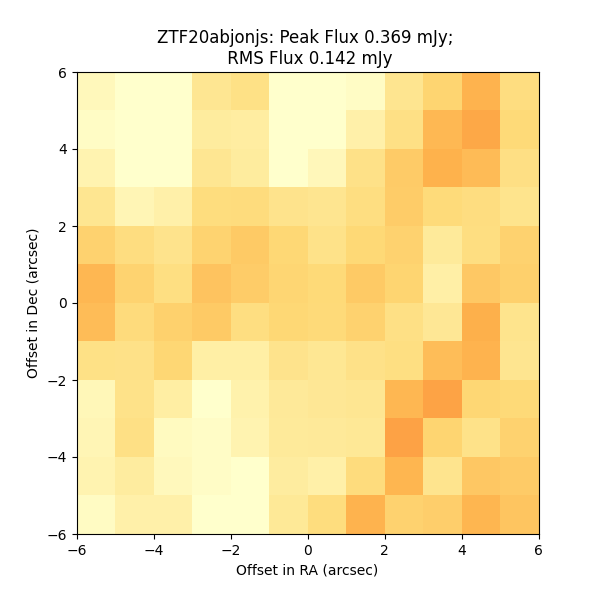 ZTF20abjonjs: Peak Flux 0.369 mJy;
RMS Flux 0.142 mJy
6
4
2
0
−2
−4
−6
Offset in Dec (arcsec)
−6 −4 −2 0 2 4 6
Offset in RA (arcsec)